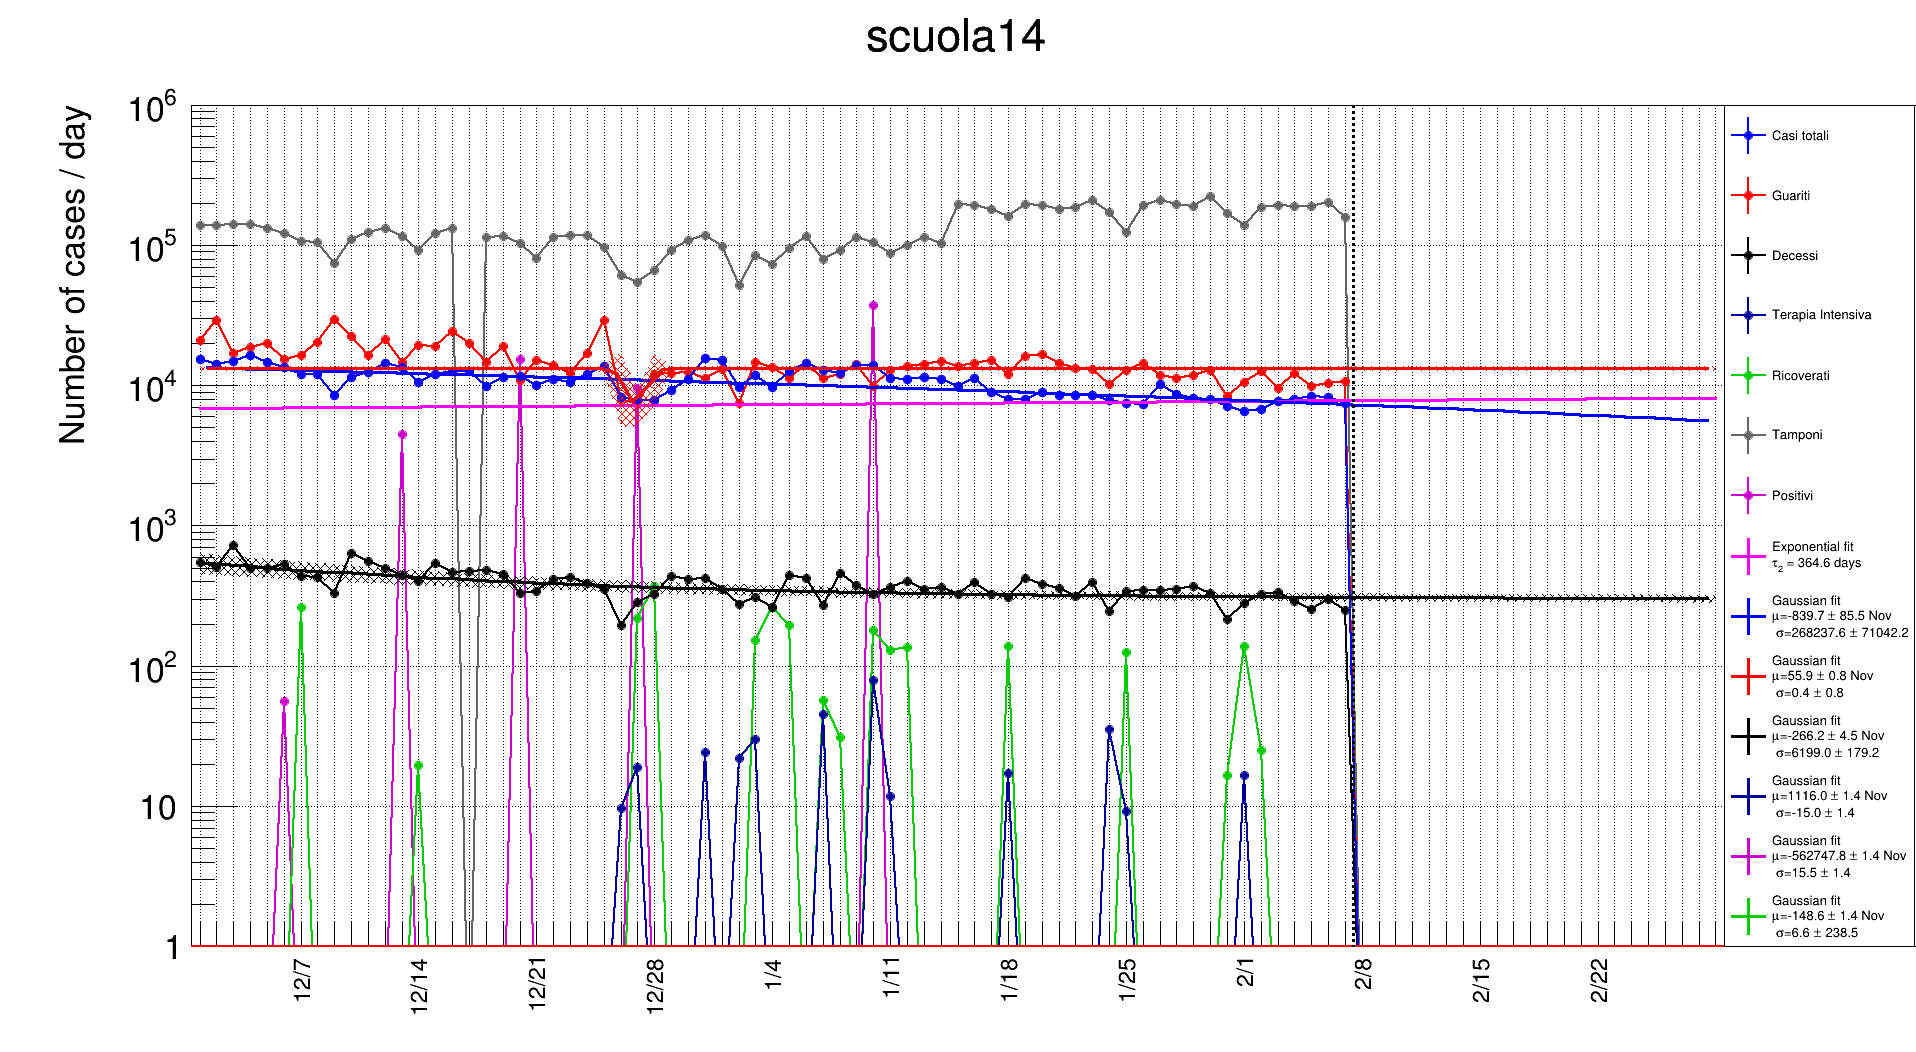 scuola14
Number of cases / day
10^6
10^5
10^4
10^3
10^2
10
1
12/7
12/14
12/21
12/28
1/4
1/11
1/18
1/25
2/1
2/8
2/15
2/22
Casi totali
Guariti
Decessi
Terapia Intensiva
Ricoverati
Tamponi
Positivi
Exponential fit
τ₂ = 364.6 days
Gaussian fit
μ=-839.7 ± 85.5 Nov
σ=268237.6 ± 71042.2
Gaussian fit
μ=55.9 ± 0.8 Nov
σ=0.4 ± 0.8
Gaussian fit
μ=-266.2 ± 4.5 Nov
σ=6199.0 ± 179.2
Gaussian fit
μ=1116.0 ± 1.4 Nov
σ=-15.0 ± 1.4
Gaussian fit
μ=-562747.8 ± 1.4 Nov
σ=15.5 ± 1.4
Gaussian fit
μ=-148.6 ± 1.4 Nov
σ=6.6 ± 238.5